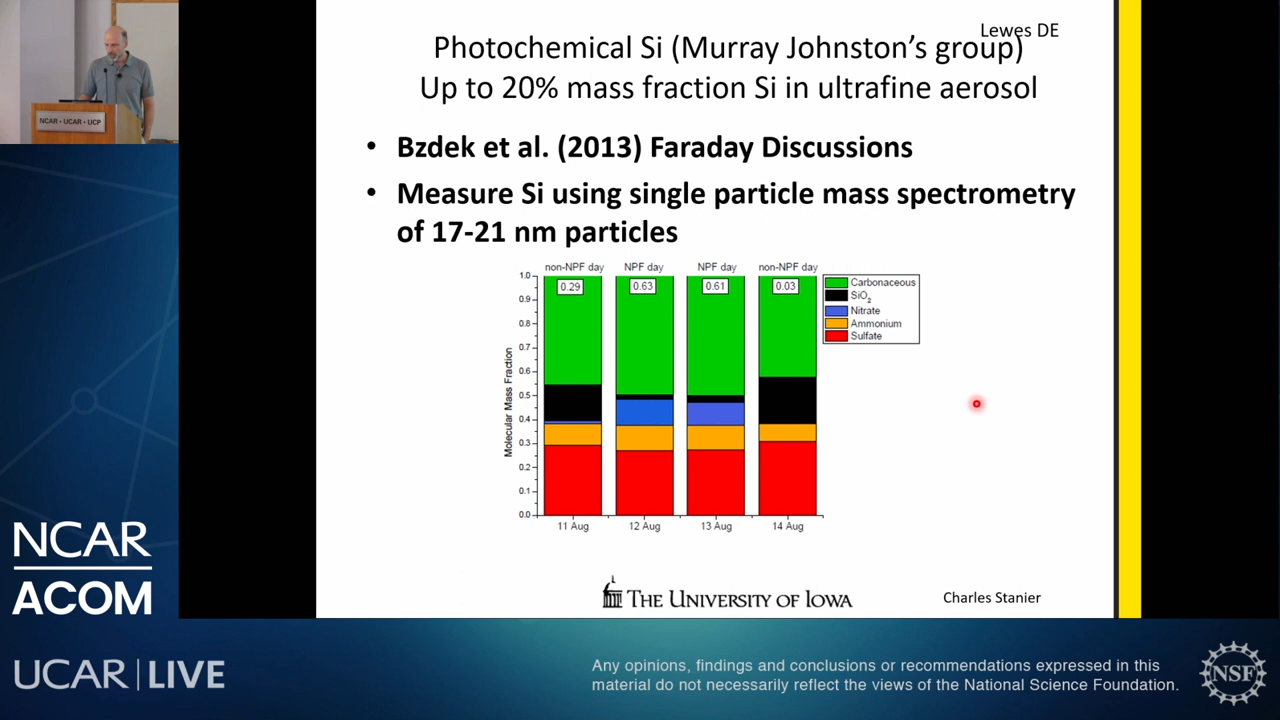 Lewes DE
Photochemical Si (Murray Johnston's group)
Up to 20% mass fraction Si in ultrafine aerosol
• Bzdek et al. (2013) Faraday Discussions
• Measure Si using single particle mass spectrometry
of 17-21 nm particles
non-NPF day NPF day NPF day non-NPF day
0.29 0.63 0.61 0.03
Carbonaceous
SiO2
Nitrate
Ammonium
Sulfate
Molecular Mass Fraction
1.0
0.9
0.8
0.7
0.6
0.5
0.4
0.3
0.2
0.1
0.0
11 Aug 12 Aug 13 Aug 14 Aug
THE UNIVERSITY OF IOWA
Charles Stanier
NCAR • UCAR • UCP
NCAR
ACOM
UCAR | LIVE
Any opinions, findings and conclusions or recommendations expressed in this
material do not necessarily reflect the views of the National Science Foundation.
NSF